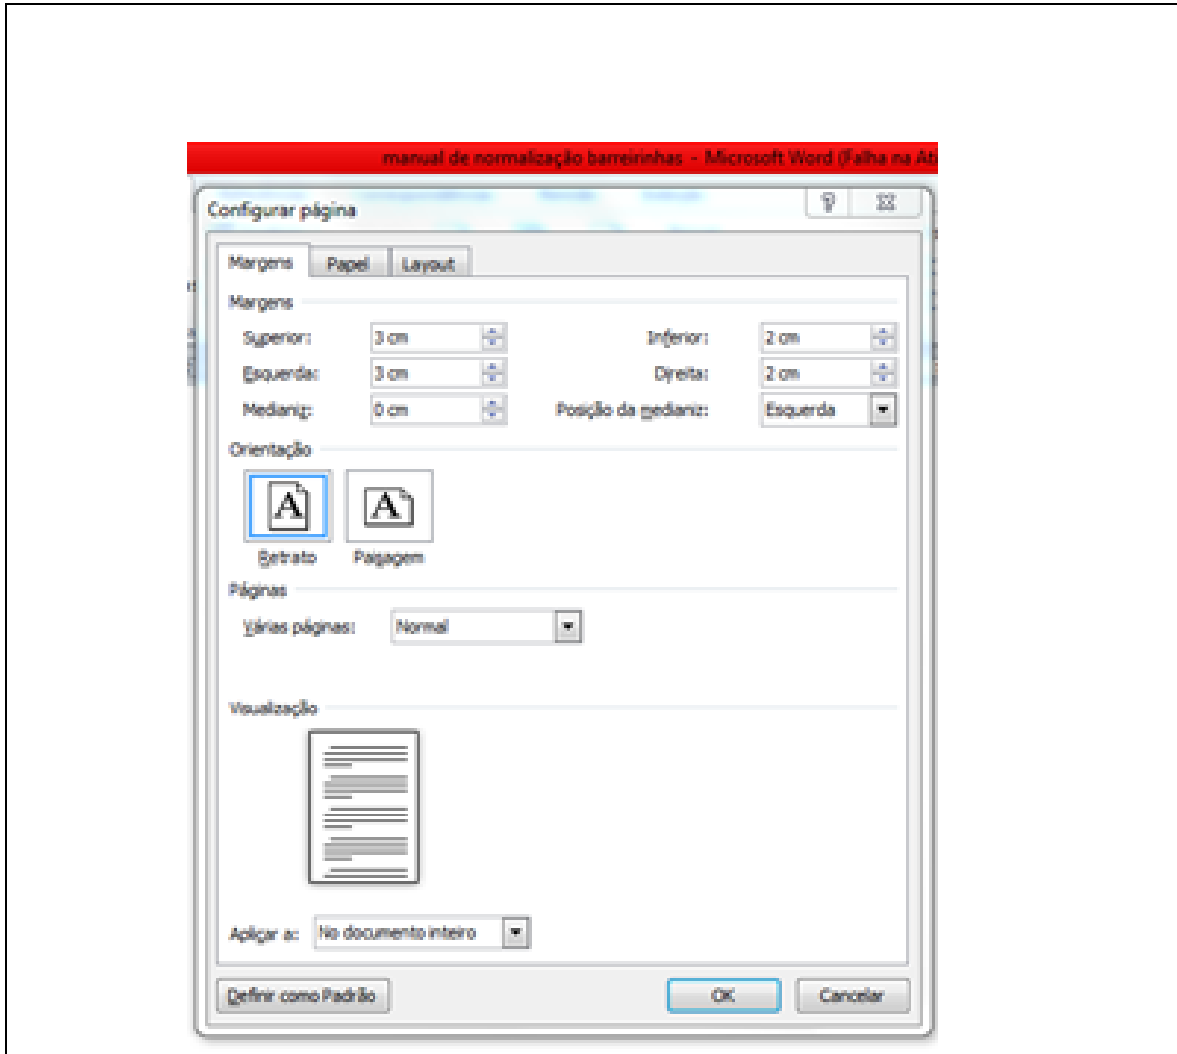 manual de normalização barreirinhas - Microsoft Word (Falha na Ati
Configurar página
Margens Papel Layout
Margens
Superior: 3 cm Inferior: 2 cm
Esquerda: 3 cm Direita: 2 cm
Medianiz: 0 cm Posição da medianiz: Esquerda
Orientação
A A
Retrato Paisagem
Páginas
Várias páginas: Normal
Visualização
Aplicar a: No documento inteiro
Definir como Padrão OK Cancelar